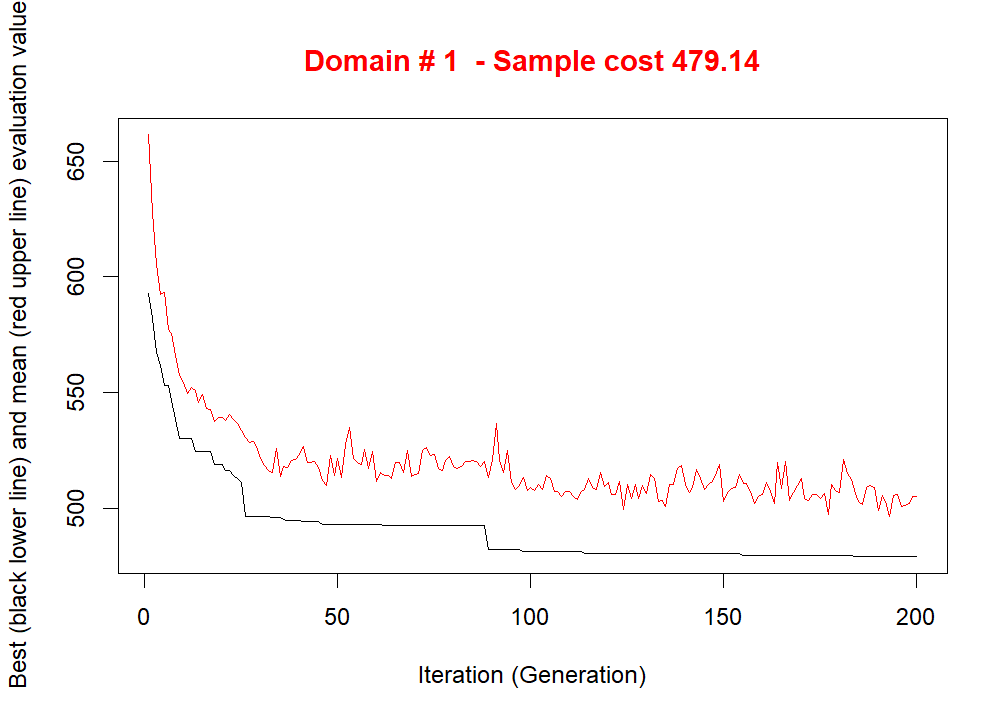 Domain # 1  - Sample cost 479.14
Best (black lower line) and mean (red upper line) evaluation value
650
600
550
500
0 50 100 150 200
Iteration (Generation)